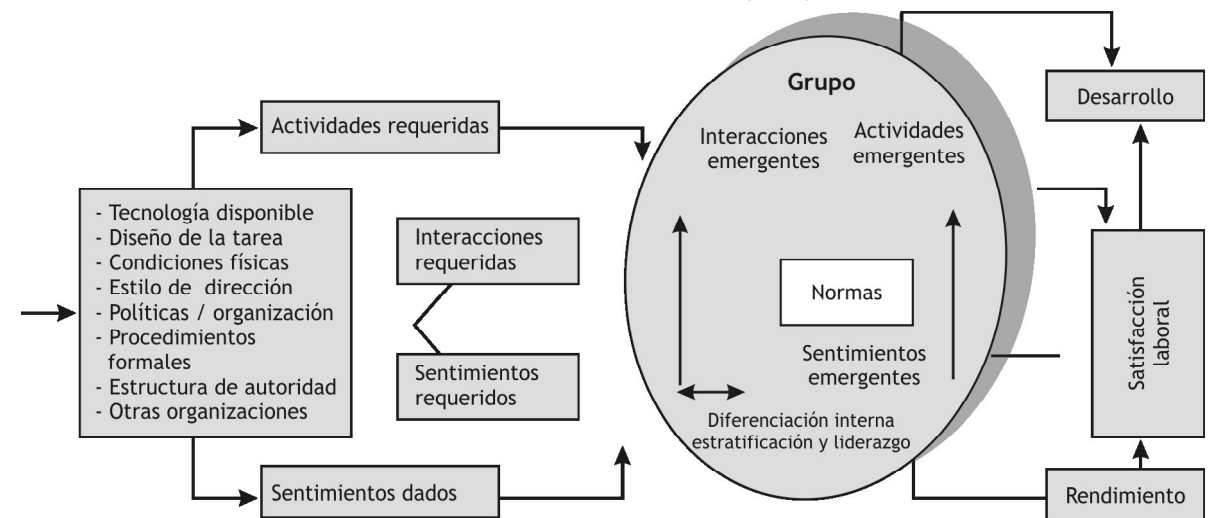 Actividades requeridas
- Tecnología disponible
- Diseño de la tarea
- Condiciones físicas
- Estilo de dirección
- Políticas / organización
- Procedimientos
formales
- Estructura de autoridad
- Otras organizaciones
Interacciones
requeridas
Sentimientos
requeridos
Sentimientos dados
Grupo
Interacciones
emergentes
Actividades
emergentes
Normas
Sentimientos
emergentes
Diferenciación interna
estratificación y liderazgo
Desarrollo
Satisfacción
laboral
Rendimiento